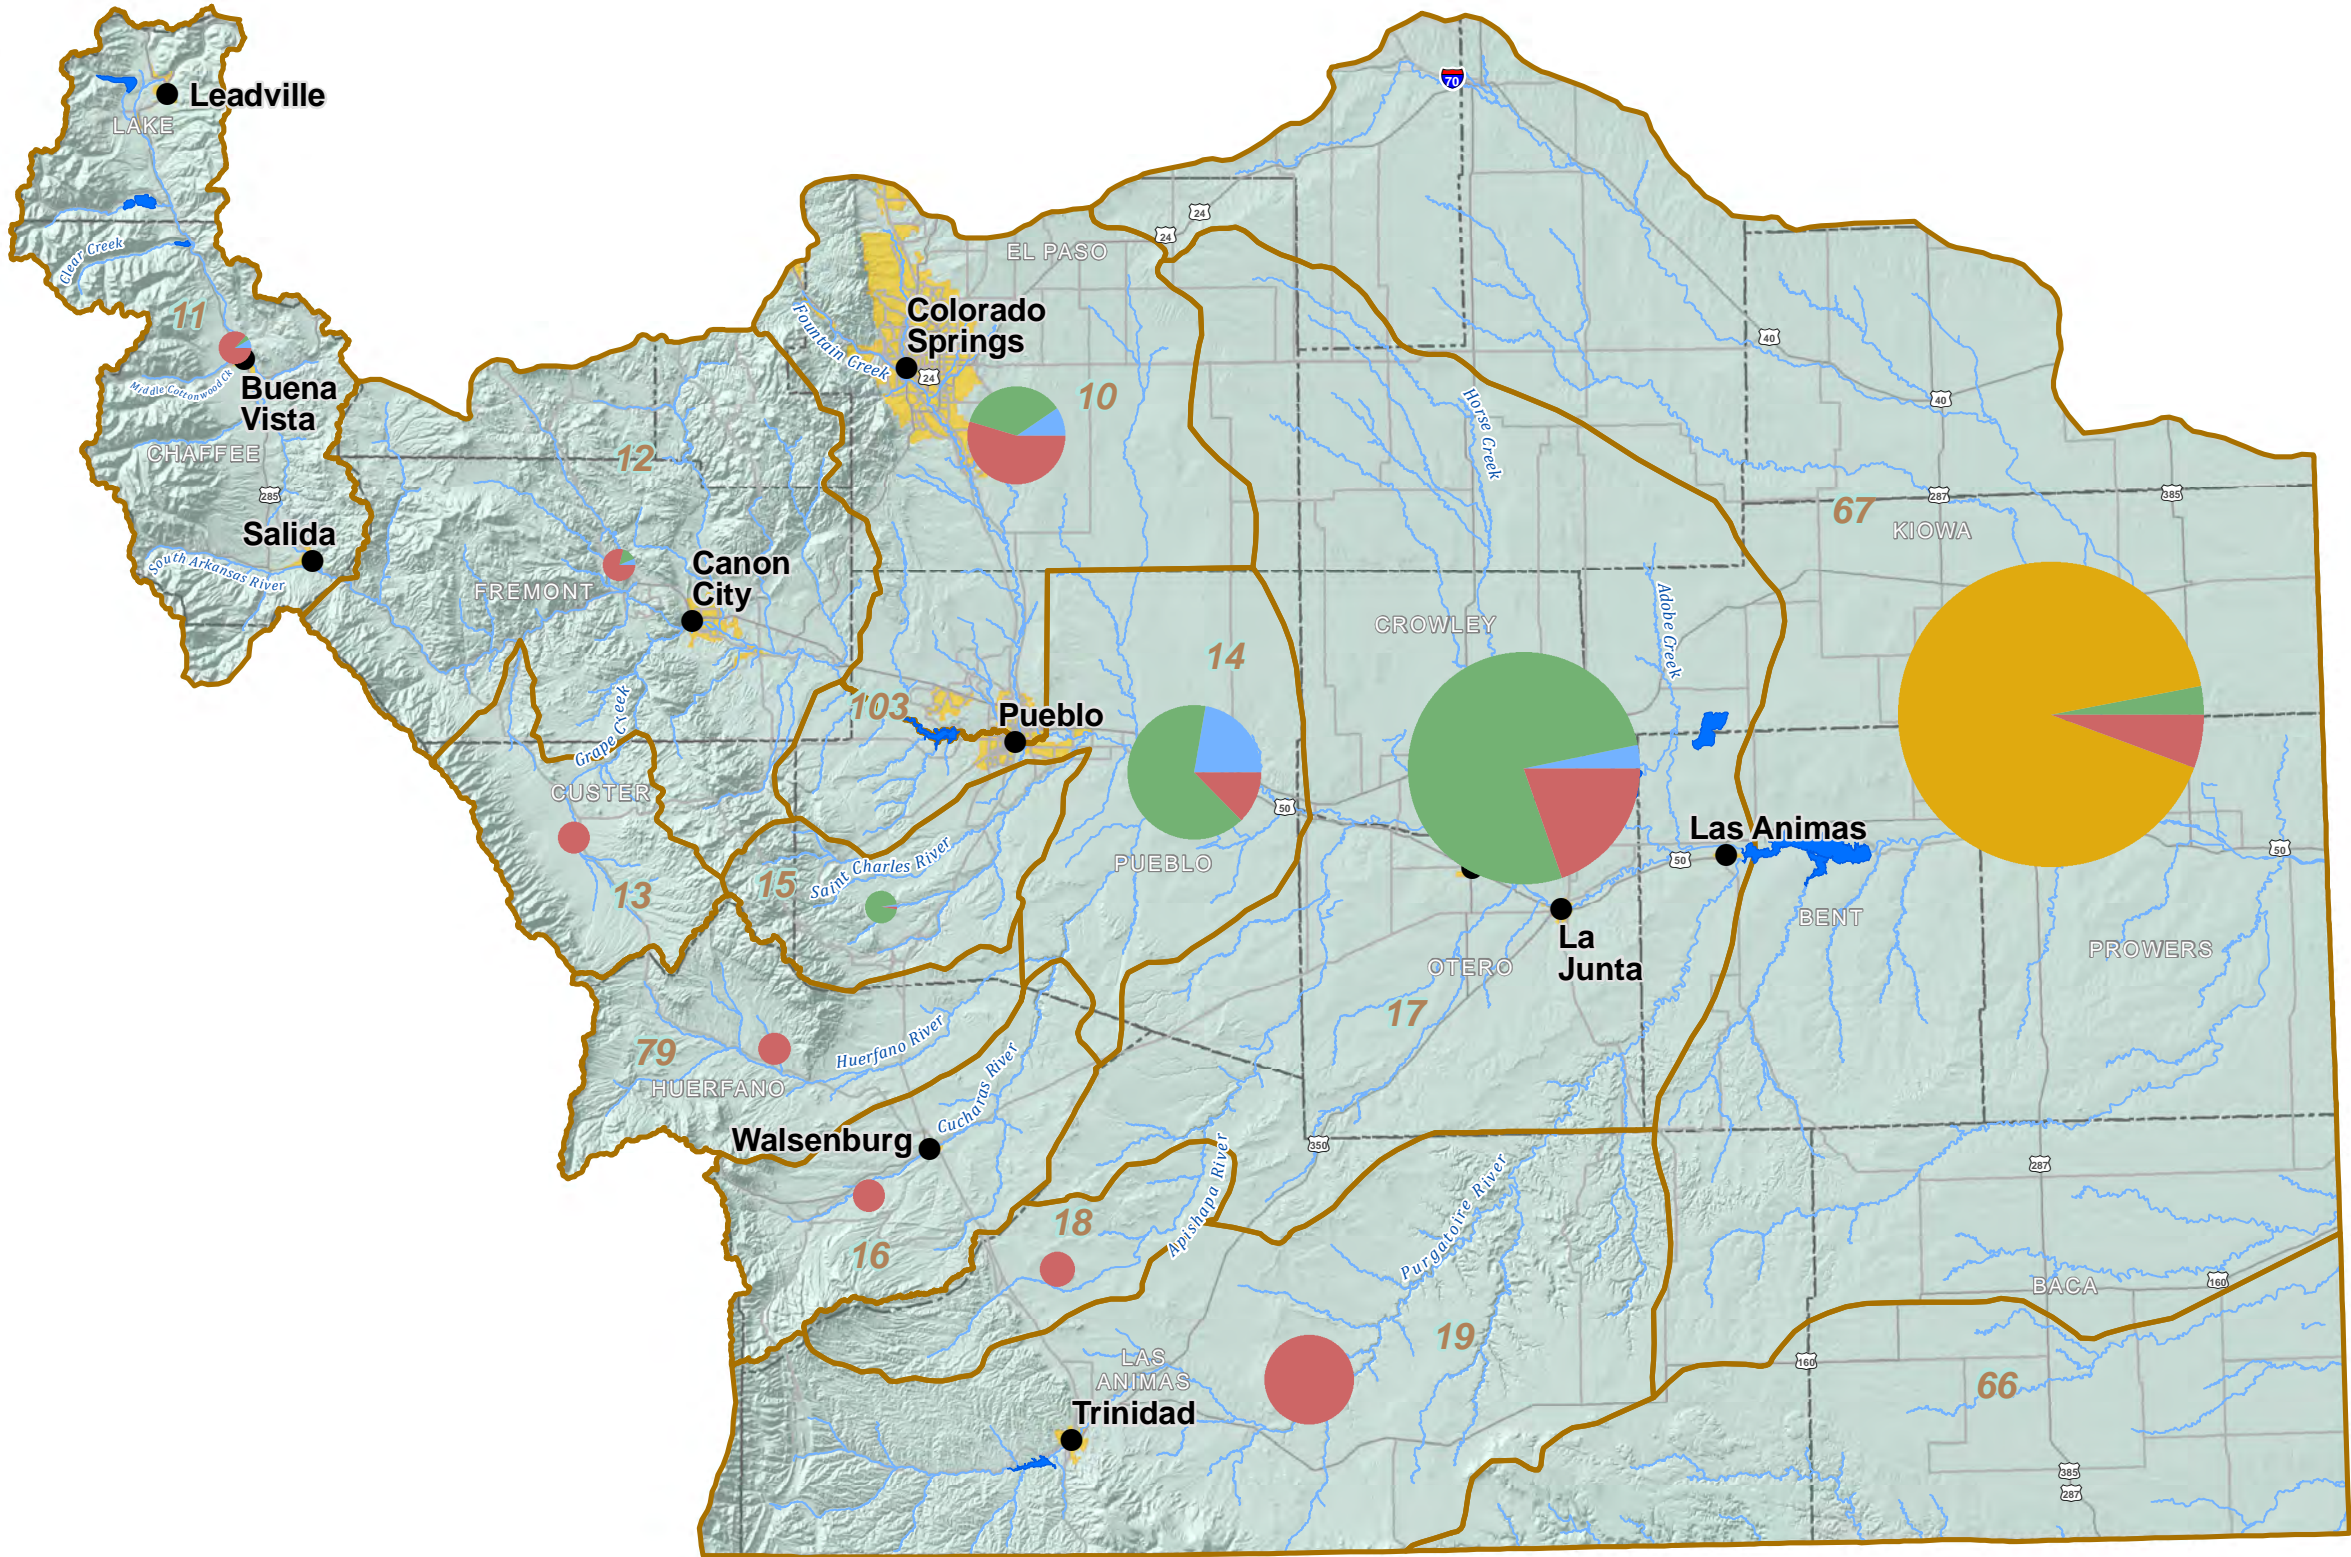 70
Leadville
LAKE
24
24
EL PASO
Clear Creek
11
Colorado
Springs
Fountain Creek
24
40
Buena
Vista
Middle Cottonwood Ck
10
40
Horse Creek
CHAFFEE
12
285
67
287
385
KIOWA
Salida
South Arkansas River
Canon
City
FREMONT
Adobe Creek
CROWLEY
14
103
Pueblo
Grape Creek
CUSTER
50
Las Animas
50
50
PUEBLO
Saint Charles River
15
13
BENT
La
Junta
OTERO
PROWERS
17
79
Huerfano River
HUERFANO
Cucharas River
Walsenburg
350
287
Apishapa River
Purgatoire River
18
16
160
BACA
19
LAS
ANIMAS
160
66
Trinidad
385
287